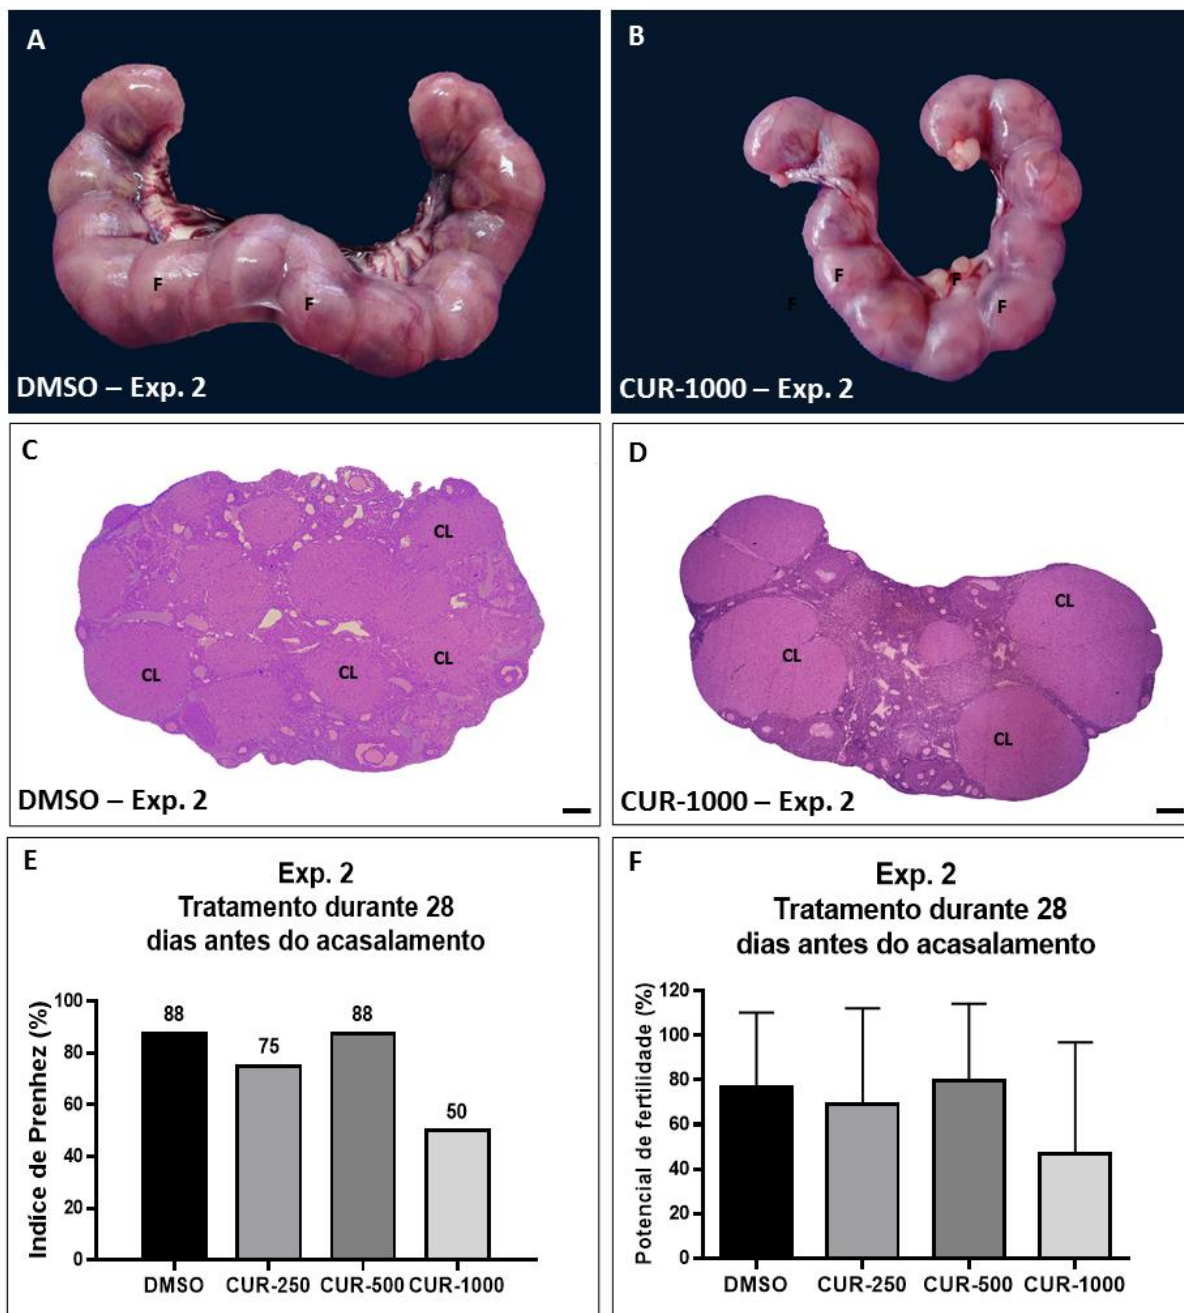 A
F
F
DMSO – Exp. 2
B
F
F
F
F
CUR-1000 – Exp. 2
C
CL
CL
CL
CL
DMSO – Exp. 2
D
CL
CL
CL
CUR-1000 – Exp. 2
E
Exp. 2
Tratamento durante 28
dias antes do acasalamento
Indíce de Prenhez (%)
100
80
60
40
20
0
88
75
88
50
DMSO
CUR-250
CUR-500
CUR-1000
F
Exp. 2
Tratamento durante 28
dias antes do acasalamento
Potencial de fertilidade (%)
120
100
80
60
40
20
0
DMSO
CUR-250
CUR-500
CUR-1000